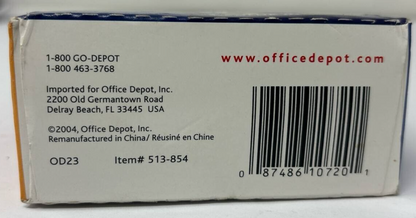 1-800 GO-DEPOT
1-800 463-3768
www.officedepot.com
Imported for Office Depot, Inc.
2200 Old Germantown Road
Delray Beach, FL 33445 USA
©2004, Office Depot, Inc.
Remanufactured in China/ Réusiné en Chine
OD23 Item# 513-854
0 87486 10720 1